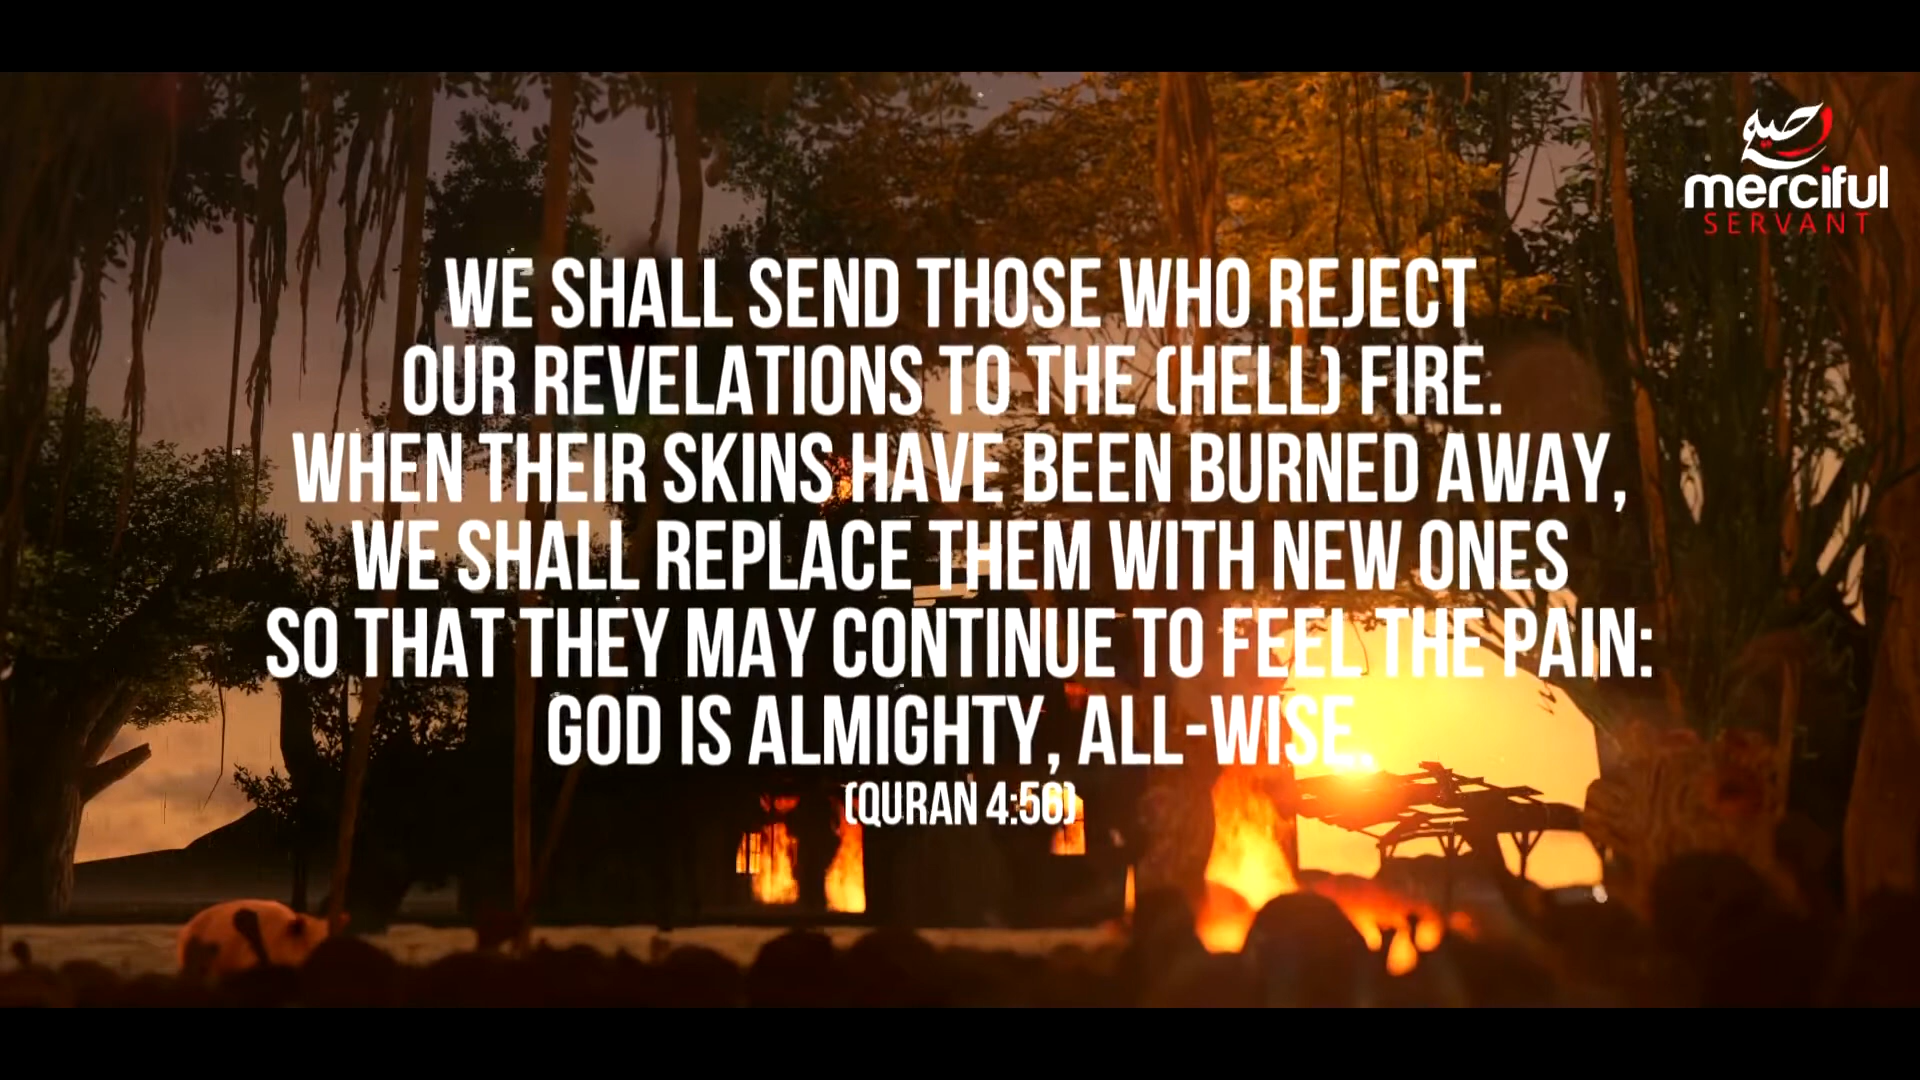 merciful
SERVANT
WE SHALL SEND THOSE WHO REJECT
OUR REVELATIONS TO THE (HELL) FIRE.
WHEN THEIR SKINS HAVE BEEN BURNED AWAY,
WE SHALL REPLACE THEM WITH NEW ONES
SO THAT THEY MAY CONTINUE TO FEEL THE PAIN:
GOD IS ALMIGHTY, ALL-WISE.
(QURAN 4:56)